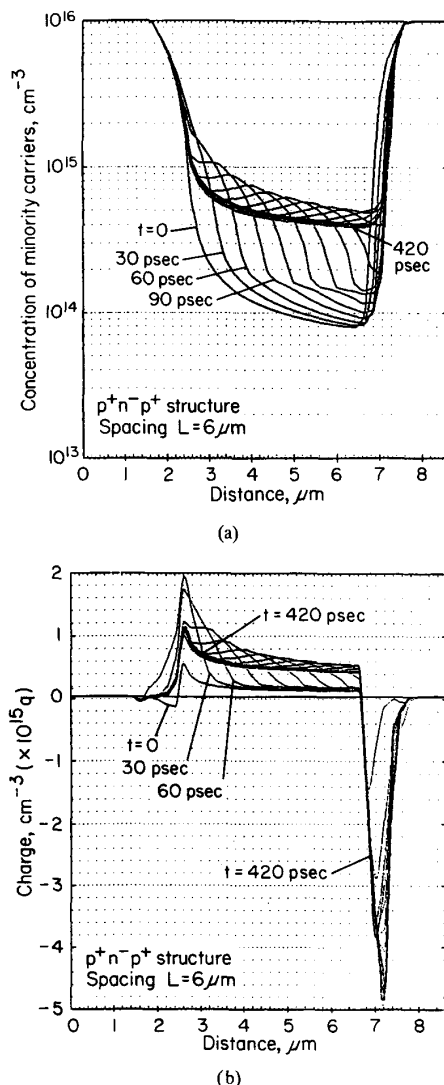 10^16
10^15
10^14
10^13
Concentration of minority carriers, cm^-3
t=0
30 psec
60 psec
90 psec
420
psec
p^+n^-p^+ structure
Spacing L=6μm
0 1 2 3 4 5 6 7 8
Distance, μm
(a)
2
1
0
-1
-2
-3
-4
-5
Charge, cm^-3 (×10^15q)
t=420 psec
t=0
30 psec
60 psec
t=420 psec
p^+n^-p^+ structure
Spacing L=6μm
0 1 2 3 4 5 6 7 8
Distance, μm
(b)